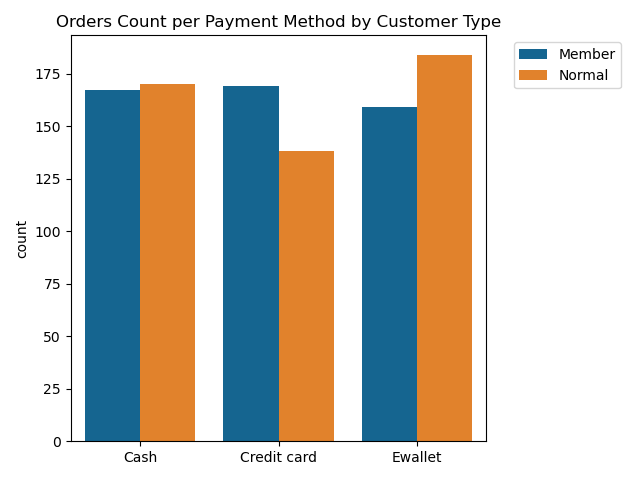 Orders Count per Payment Method by Customer Type
Member
Normal
175
150
125
100
75
50
25
0
count
Cash
Credit card
Ewallet